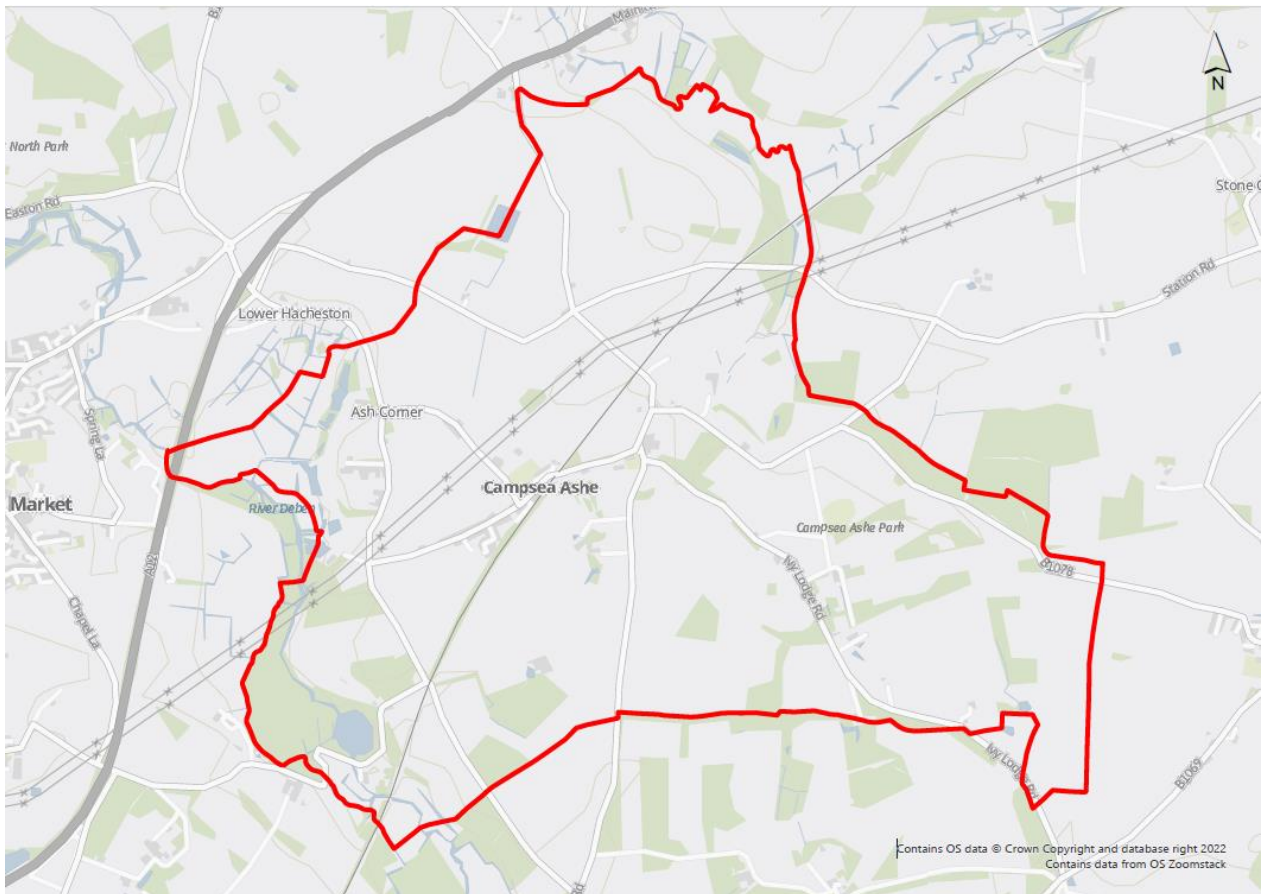 N
North Park
Easton Rd
Stone
Station Rd
Lower Hacheston
Spring La
Ash Corner
Campsea Ashe
Market
River Deben
Campsea Ashe Park
A12
B1078
Ivy Lodge Rd
Chapel La
Ivy Lodge Rd
B1069
Rd
Contains OS data © Crown Copyright and database right 2022
Contains data from OS Zoomstack